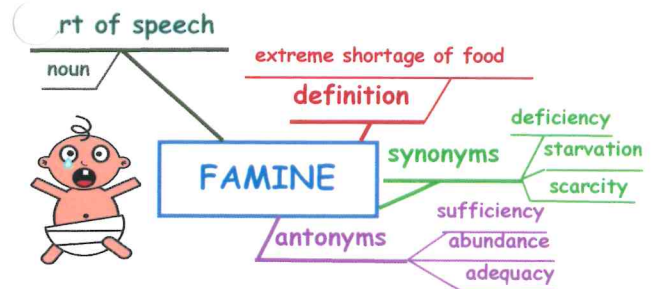 rt of speech
noun
extreme shortage of food
definition
FAMINE
synonyms
deficiency
starvation
scarcity
antonyms
sufficiency
abundance
adequacy